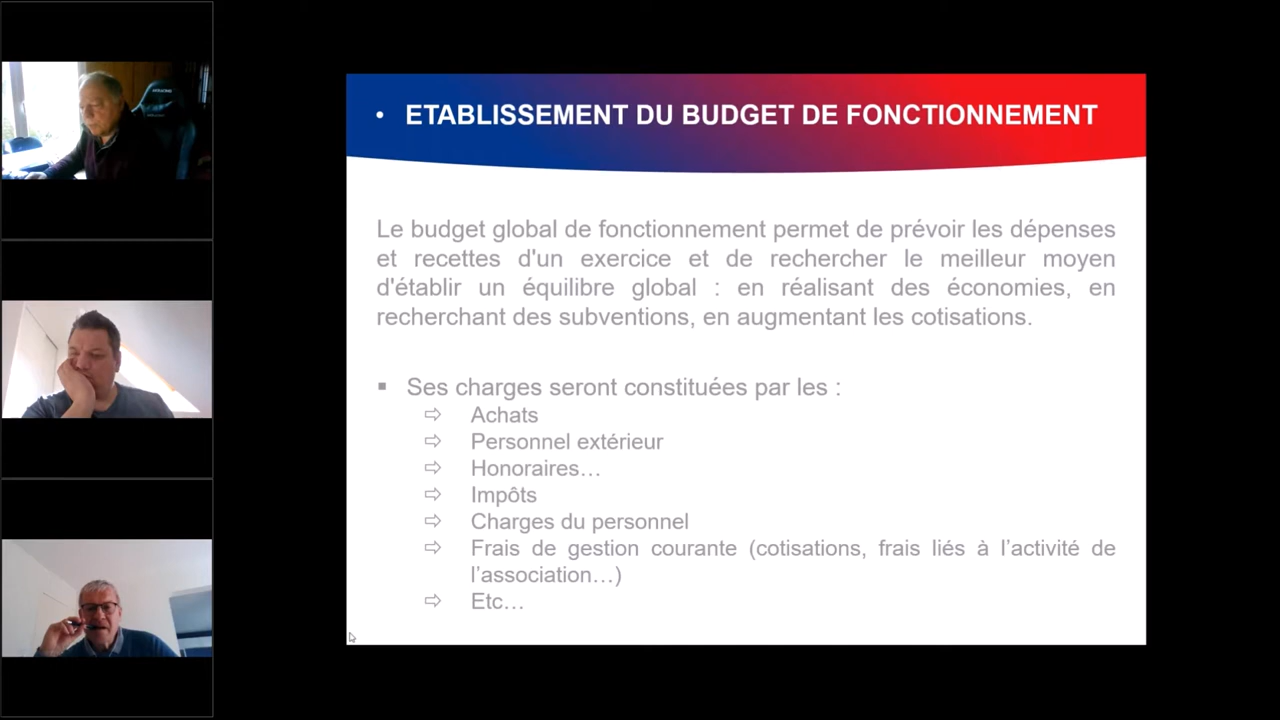 • ETABLISSEMENT DU BUDGET DE FONCTIONNEMENT
Le budget global de fonctionnement permet de prévoir les dépenses
et recettes d'un exercice et de rechercher le meilleur moyen
d'établir un équilibre global : en réalisant des économies, en
recherchant des subventions, en augmentant les cotisations.
▪ Ses charges seront constituées par les :
⇨ Achats
⇨ Personnel extérieur
⇨ Honoraires…
⇨ Impôts
⇨ Charges du personnel
⇨ Frais de gestion courante (cotisations, frais liés à l’activité de
l’association…)
⇨ Etc…